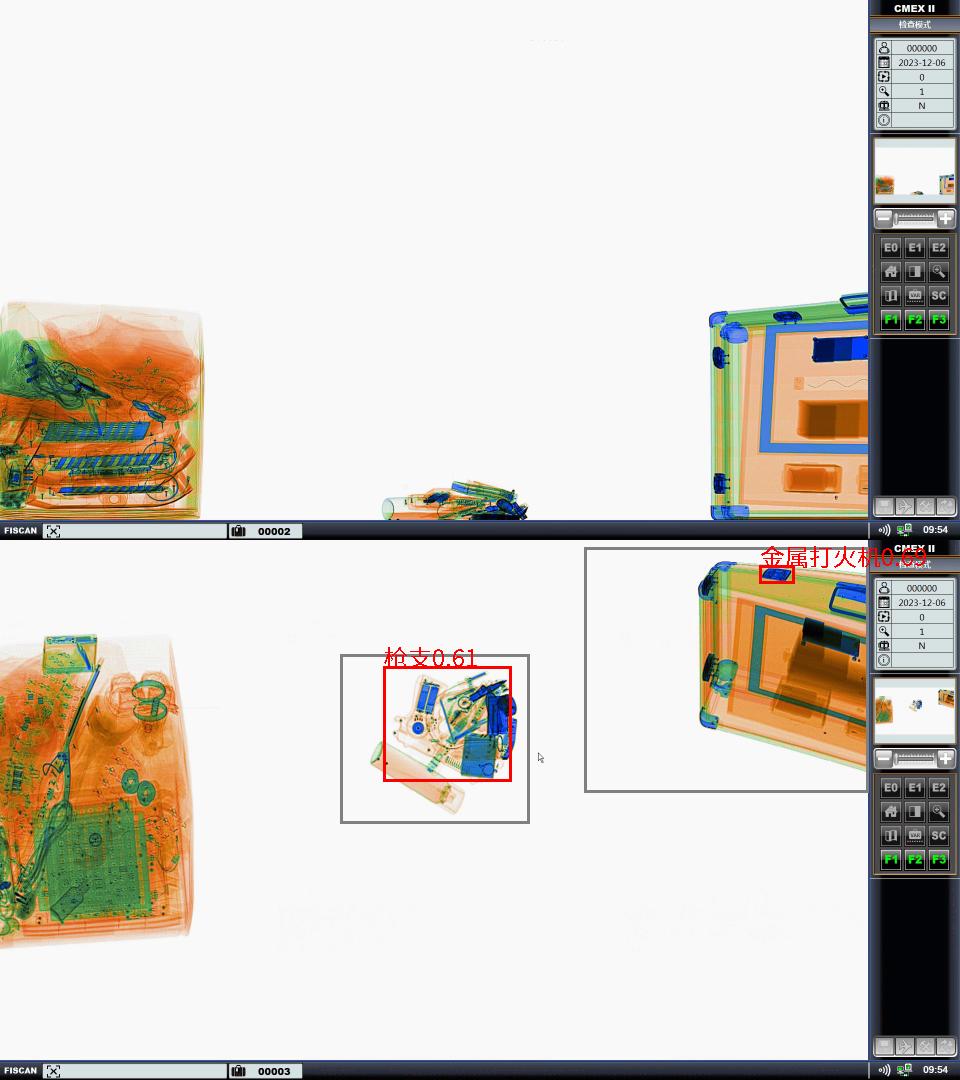 CMEX II
检查模式
000000
2023-12-06
0
1
N
E0 E1 E2
VAR SC
F1 F2 F3
FISCAN
00002
09:54
金属打火机0.69
CMEX II
检查模式
000000
2023-12-06
0
1
N
枪支0.61
E0 E1 E2
VAR SC
F1 F2 F3
FISCAN
00003
09:54